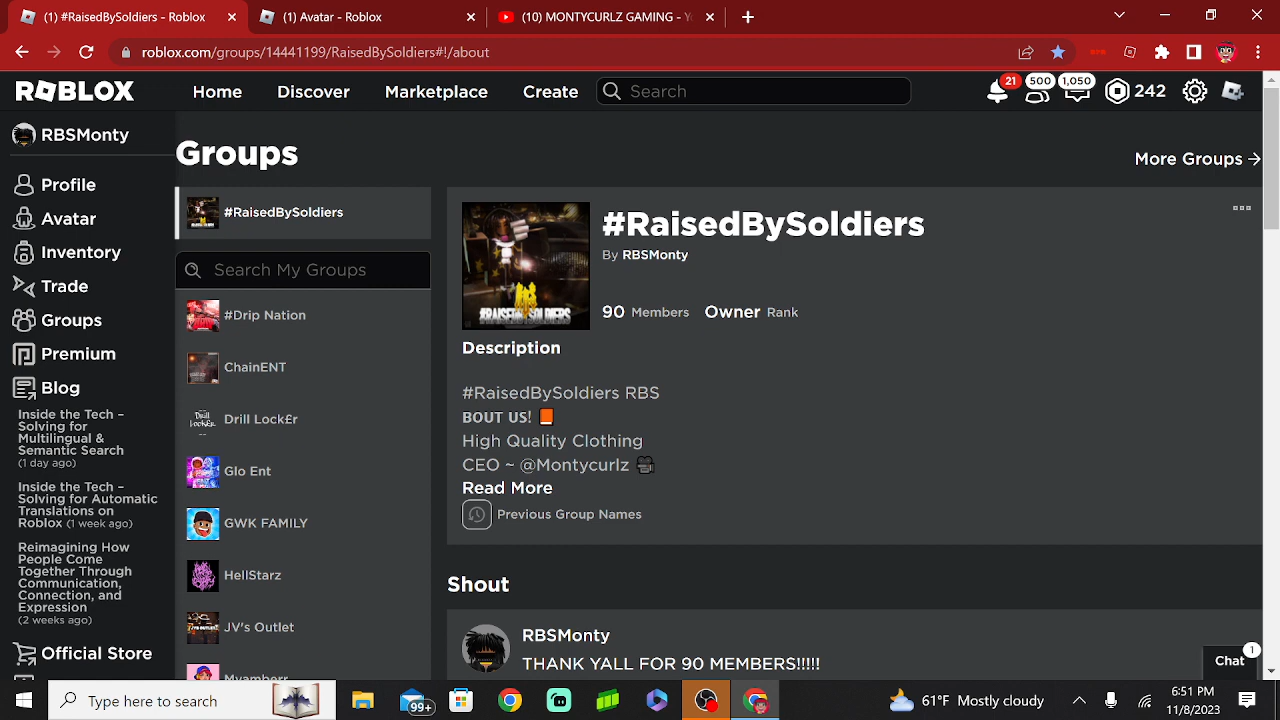 (1) #RaisedBySoldiers - Roblox
(1) Avatar - Roblox
(10) MONTYCURLZ GAMING - Y
roblox.com/groups/14441199/RaisedBySoldiers#!/about
ROBLOX
Home
Discover
Marketplace
Create
Search
21
500
1,050
242
RBSMonty
Profile
Avatar
Inventory
Trade
Groups
Premium
Blog
Inside the Tech -
Solving for
Multilingual &
Semantic Search
(1 day ago)
Inside the Tech -
Solving for Automatic
Translations on
Roblox (1 week ago)
Reimagining How
People Come
Together Through
Communication,
Connection, and
Expression
(2 weeks ago)
Official Store
Groups
More Groups
#RaisedBySoldiers
Search My Groups
#Drip Nation
ChainENT
Drill Lock£r
Glo Ent
GWK FAMILY
HellStarz
JV's Outlet
Myamberr
#RAISEDBYSOLDIERS
#RaisedBySoldiers
By RBSMonty
90 Members
Owner Rank
Description
#RaisedBySoldiers RBS
BOUT US! 📙
High Quality Clothing
CEO ~ @Montycurlz 🎥
Read More
Previous Group Names
Shout
RBSMonty
THANK YALL FOR 90 MEMBERS!!!!!
Chat
1
Type here to search
99+
61°F Mostly cloudy
6:51 PM
11/8/2023